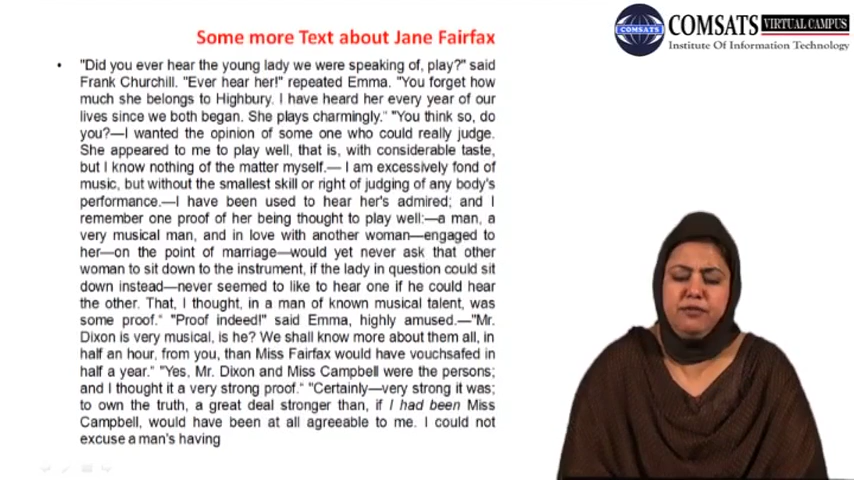 Some more Text about Jane Fairfax
COMSATS VIRTUAL CAMPUS
Institute Of Information Technology
COMSATS
• "Did you ever hear the young lady we were speaking of, play?" said
Frank Churchill. "Ever hear her!" repeated Emma. "You forget how
much she belongs to Highbury. I have heard her every year of our
lives since we both began. She plays charmingly." "You think so, do
you?—I wanted the opinion of some one who could really judge.
She appeared to me to play well, that is, with considerable taste,
but I know nothing of the matter myself.— I am excessively fond of
music, but without the smallest skill or right of judging of any body's
performance.—I have been used to hear her's admired; and I
remember one proof of her being thought to play well:—a man, a
very musical man, and in love with another woman—engaged to
her—on the point of marriage—would yet never ask that other
woman to sit down to the instrument, if the lady in question could sit
down instead—never seemed to like to hear one if he could hear
the other. That, I thought, in a man of known musical talent, was
some proof." "Proof indeed!" said Emma, highly amused.—"Mr.
Dixon is very musical, is he? We shall know more about them all, in
half an hour, from you, than Miss Fairfax would have vouchsafed in
half a year." "Yes, Mr. Dixon and Miss Campbell were the persons;
and I thought it a very strong proof." "Certainly—very strong it was;
to own the truth, a great deal stronger than, if I had been Miss
Campbell, would have been at all agreeable to me. I could not
excuse a man's having